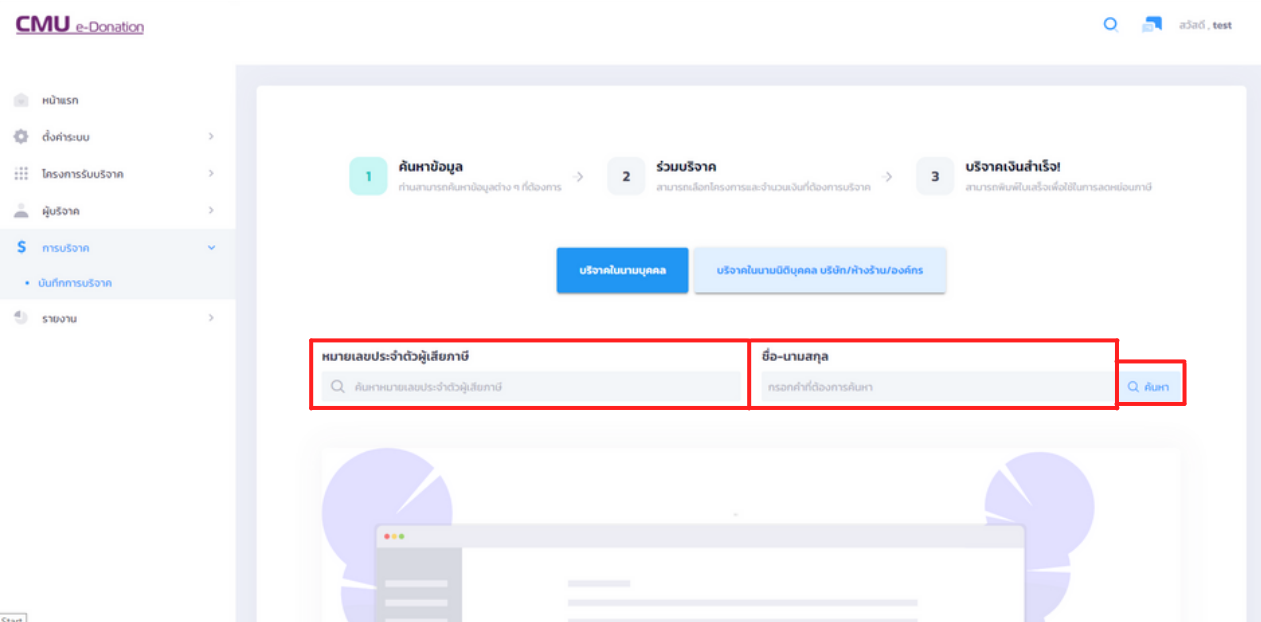 CMU e-Donation
สวัสดี , test
หน้าแรก
ตั้งค่าระบบ
โครงการรับบริจาค
ผู้บริจาค
$ การบริจาค
• บันทึกการบริจาค
รายงาน
1
ค้นหาข้อมูล
ท่านสามารถค้นหาข้อมูลต่าง ๆ ที่ต้องการ
2
ร่วมบริจาค
สามารถเลือกโครงการและจำนวนเงินที่ต้องการบริจาค
3
บริจาคเงินสำเร็จ!
สามารถพิมพ์ใบเสร็จเพื่อใช้ในการลดหย่อนภาษี
บริจาคในนามบุคคล
บริจาคในนามนิติบุคคล บริษัท/ห้างร้าน/องค์กร
หมายเลขประจำตัวผู้เสียภาษี
ค้นหาหมายเลขประจำตัวผู้เสียภาษี
ชื่อ-นามสกุล
กรอกคำที่ต้องการค้นหา
ค้นหา
Start